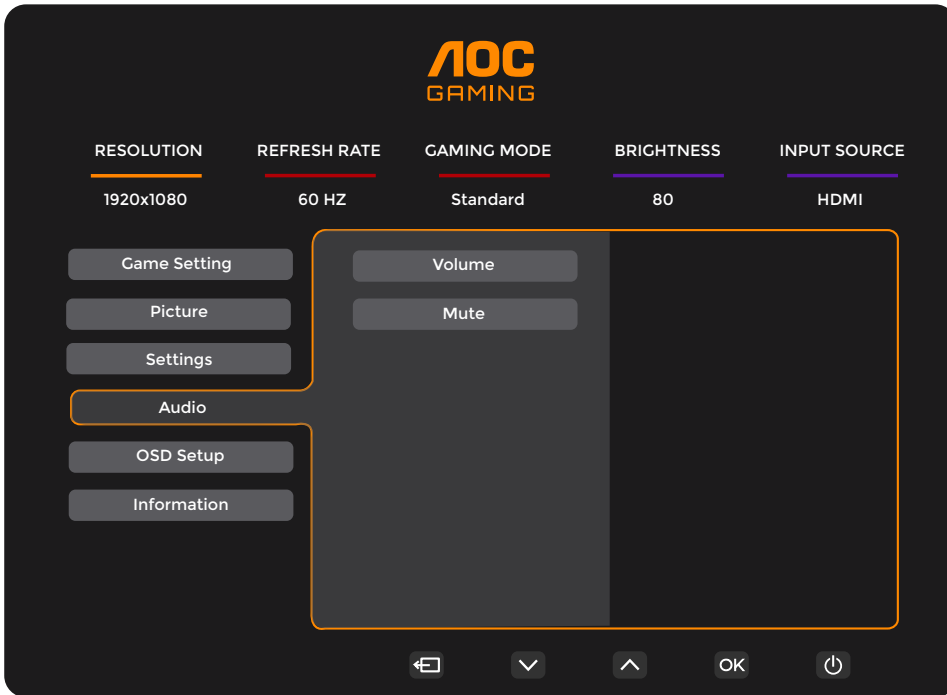 AOC
GAMING
RESOLUTION REFRESH RATE GAMING MODE BRIGHTNESS INPUT SOURCE
1920x1080 60 HZ Standard 80 HDMI
Game Setting
Picture
Settings
Audio
OSD Setup
Information
Volume
Mute
OK